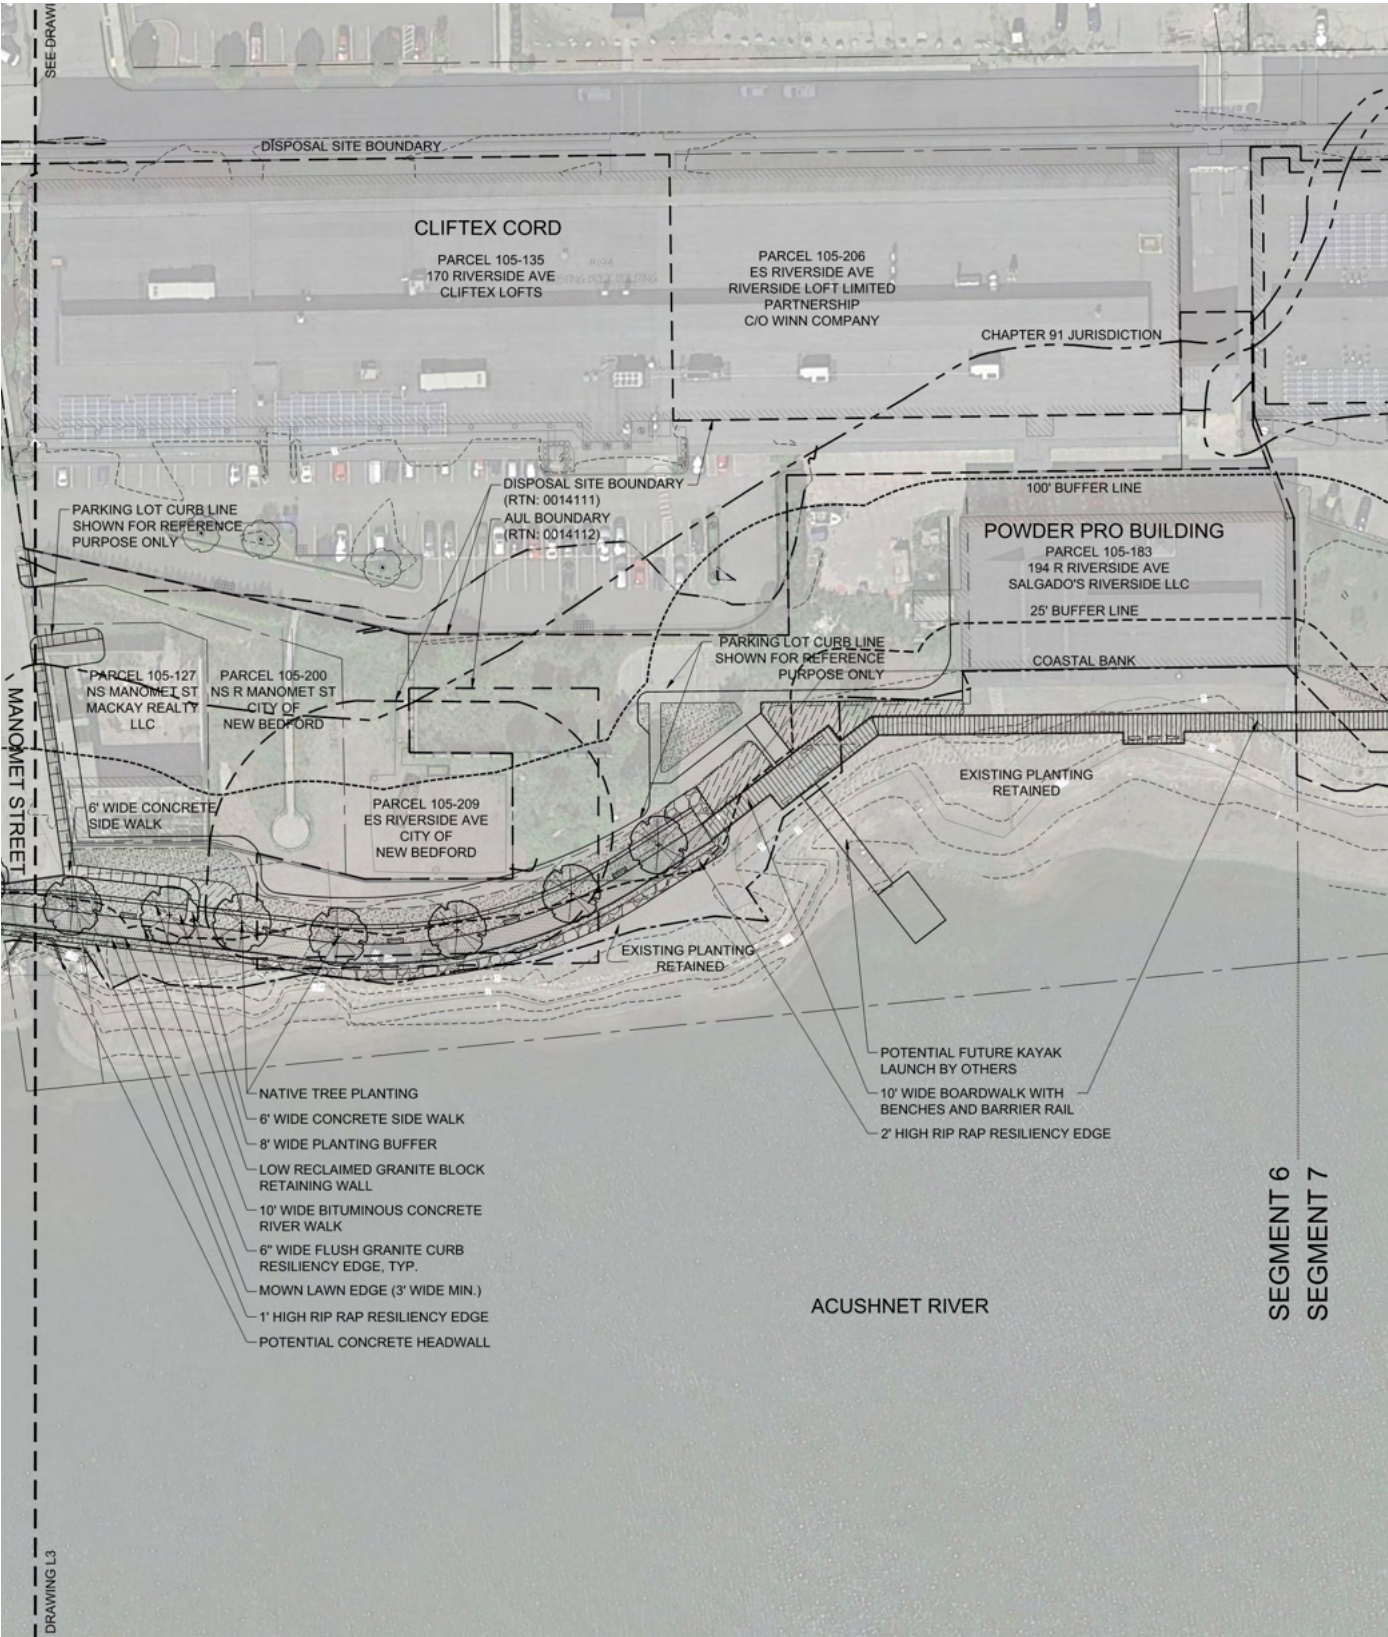 SEE DRAWI
DISPOSAL SITE BOUNDARY
CLIFTEX CORD
PARCEL 105-135
170 RIVERSIDE AVE
CLIFTEX LOFTS
#194
PARCEL 105-206
ES RIVERSIDE AVE
RIVERSIDE LOFT LIMITED
PARTNERSHIP
C/O WINN COMPANY
CHAPTER 91 JURISDICTION
DISPOSAL SITE BOUNDARY
(RTN: 0014111)
AUL BOUNDARY
(RTN: 0014112)
100' BUFFER LINE
PARKING LOT CURB LINE
SHOWN FOR REFERENCE
PURPOSE ONLY
POWDER PRO BUILDING
PARCEL 105-183
194 R RIVERSIDE AVE
SALGADO'S RIVERSIDE LLC
25' BUFFER LINE
COASTAL BANK
PARKING LOT CURB LINE
SHOWN FOR REFERENCE
PURPOSE ONLY
PARCEL 105-127
NS MANOMET ST
MACKAY REALTY
LLC
PARCEL 105-200
NS R MANOMET ST
CITY OF
NEW BEDFORD
MANOMET STREET
6' WIDE CONCRETE
SIDE WALK
PARCEL 105-209
ES RIVERSIDE AVE
CITY OF
NEW BEDFORD
EXISTING PLANTING
RETAINED
EXISTING PLANTING
RETAINED
NATIVE TREE PLANTING
6' WIDE CONCRETE SIDE WALK
8' WIDE PLANTING BUFFER
LOW RECLAIMED GRANITE BLOCK
RETAINING WALL
10' WIDE BITUMINOUS CONCRETE
RIVER WALK
6" WIDE FLUSH GRANITE CURB
RESILIENCY EDGE, TYP.
MOWN LAWN EDGE (3' WIDE MIN.)
1' HIGH RIP RAP RESILIENCY EDGE
POTENTIAL CONCRETE HEADWALL
POTENTIAL FUTURE KAYAK
LAUNCH BY OTHERS
10' WIDE BOARDWALK WITH
BENCHES AND BARRIER RAIL
2' HIGH RIP RAP RESILIENCY EDGE
SEGMENT 6
SEGMENT 7
ACUSHNET RIVER
DRAWING L3